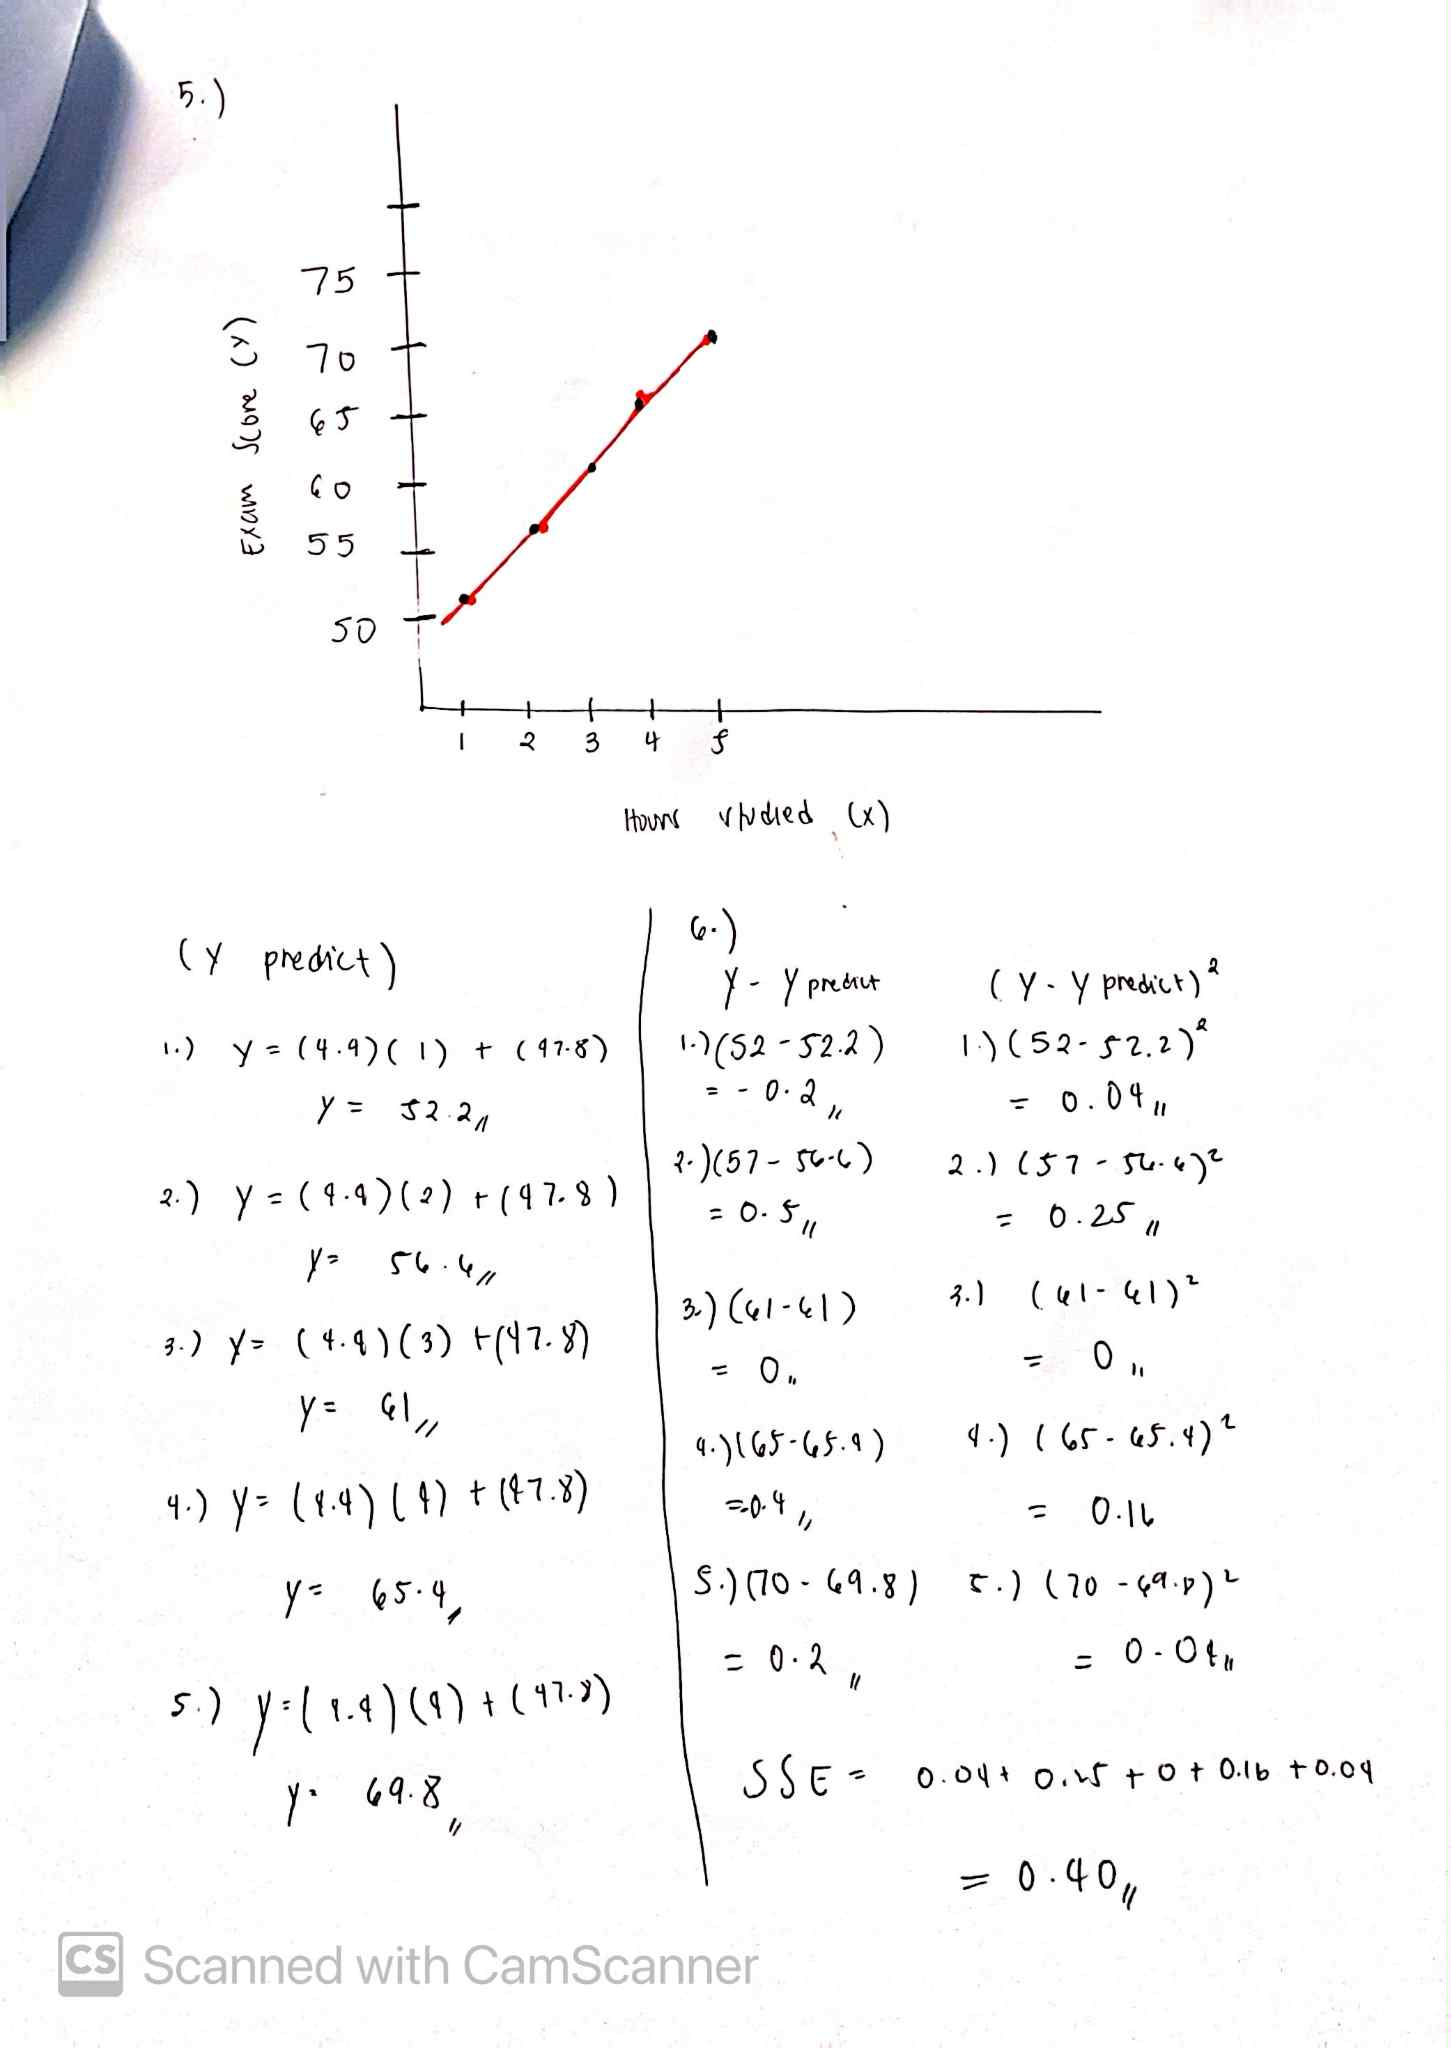 5.)
75
70
65
60
55
50
Exam Score (y)
1 2 3 4 5
Hours studied (x)
(Y predict)
1.) y = (4.4)(1) + (47.8)
y = 52.2
2.) y = (4.4)(2) + (47.8)
y = 56.6
3.) y = (4.4)(3) + (47.8)
y = 61
4.) y = (4.4)(4) + (47.8)
y = 65.4
5.) y = (4.4)(4) + (47.8)
y = 69.8
6.)
Y - Y predict
1.) (52 - 52.2)
= - 0.2
2.) (57 - 56.6)
= 0.5
3.) (61 - 61)
= 0
4.) (65 - 65.4)
= -0.4
5.) (70 - 69.8)
= 0.2
(Y - Y predict)²
1.) (52 - 52.2)²
= 0.04
2.) (57 - 56.6)²
= 0.25
3.) (61 - 61)²
= 0
4.) (65 - 65.4)²
= 0.16
5.) (70 - 69.8)²
= 0.04
SSE = 0.04 + 0.25 + 0 + 0.16 + 0.04
= 0.40
CS Scanned with CamScanner